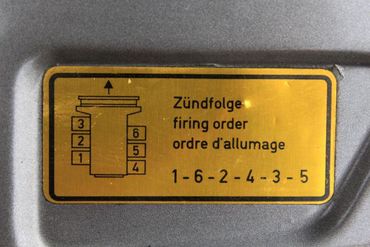 Zündfolge
firing order
ordre d'allumage
1-6-2-4-3-5
3
2
1
6
5
4